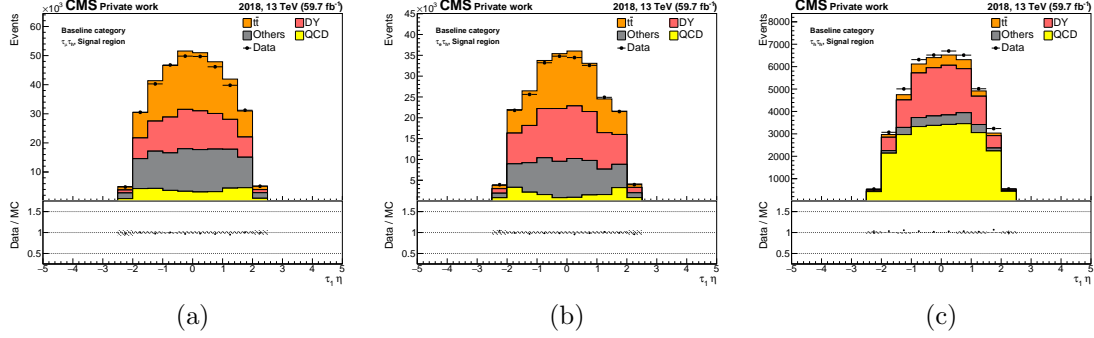 ×10³ CMS Private work 2018, 13 TeV (59.7 fb⁻¹)
Events
Baseline category
Signal region
tt̄ DY
Others QCD
Data
60
50
40
30
20
10
Data / MC
1.5
1
0.5
−5 −4 −3 −2 −1 0 1 2 3 4 5
τ₁ η
(a)
×10³ CMS Private work 2018, 13 TeV (59.7 fb⁻¹)
Events
Baseline category
Signal region
tt̄ DY
Others QCD
Data
45
40
35
30
25
20
15
10
5
Data / MC
1.5
1
0.5
−5 −4 −3 −2 −1 0 1 2 3 4 5
τ₁ η
(b)
CMS Private work 2018, 13 TeV (59.7 fb⁻¹)
Events
Baseline category
τₕτₕ, Signal region
tt̄ DY
Others QCD
Data
8000
7000
6000
5000
4000
3000
2000
1000
Data / MC
1.5
1
0.5
−5 −4 −3 −2 −1 0 1 2 3 4 5
τ₁ η
(c)